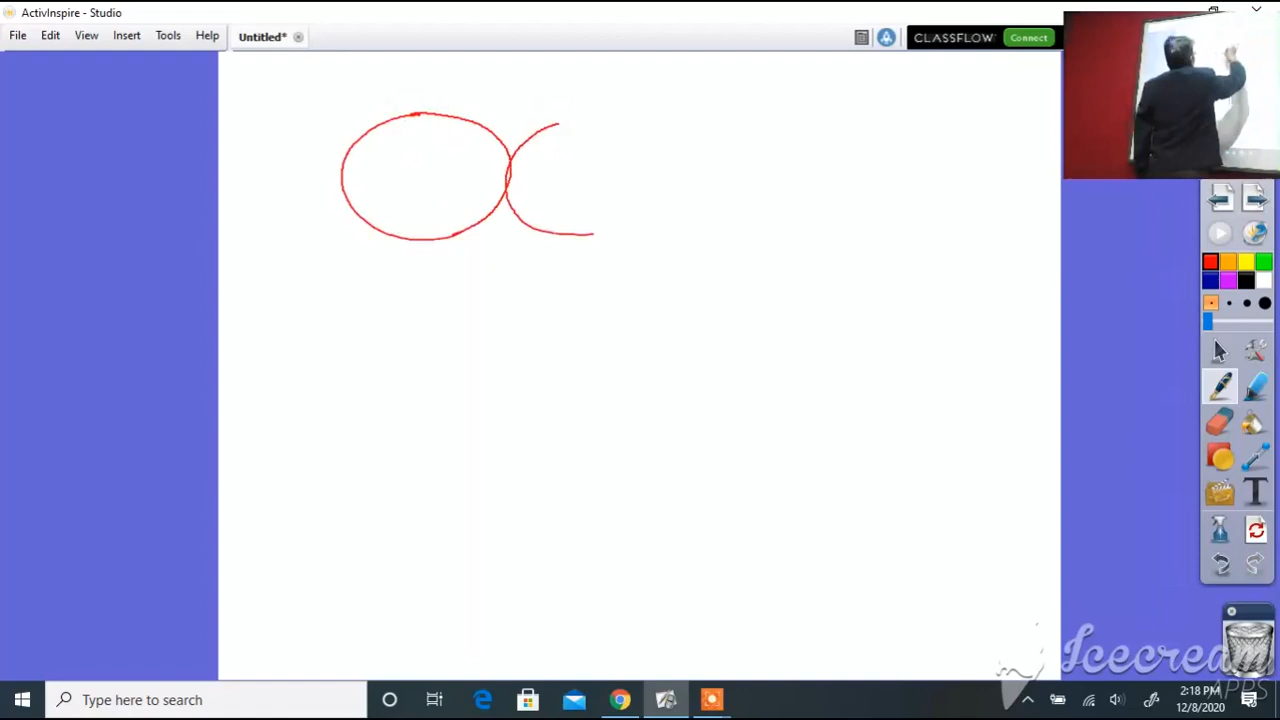 ActivInspire - Studio
File Edit View Insert Tools Help Untitled* CLASSFLOW Connect
T
Icecream
APPS
Type here to search
2:18 PM
12/8/2020